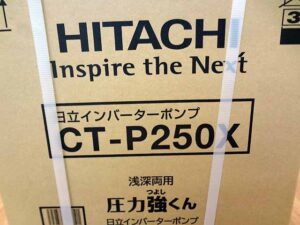 HITACHI
Inspire the Next
日立インバーターポンプ
CT-P250X
浅深両用
つよし
圧力強くん
日立インバーターポンプ